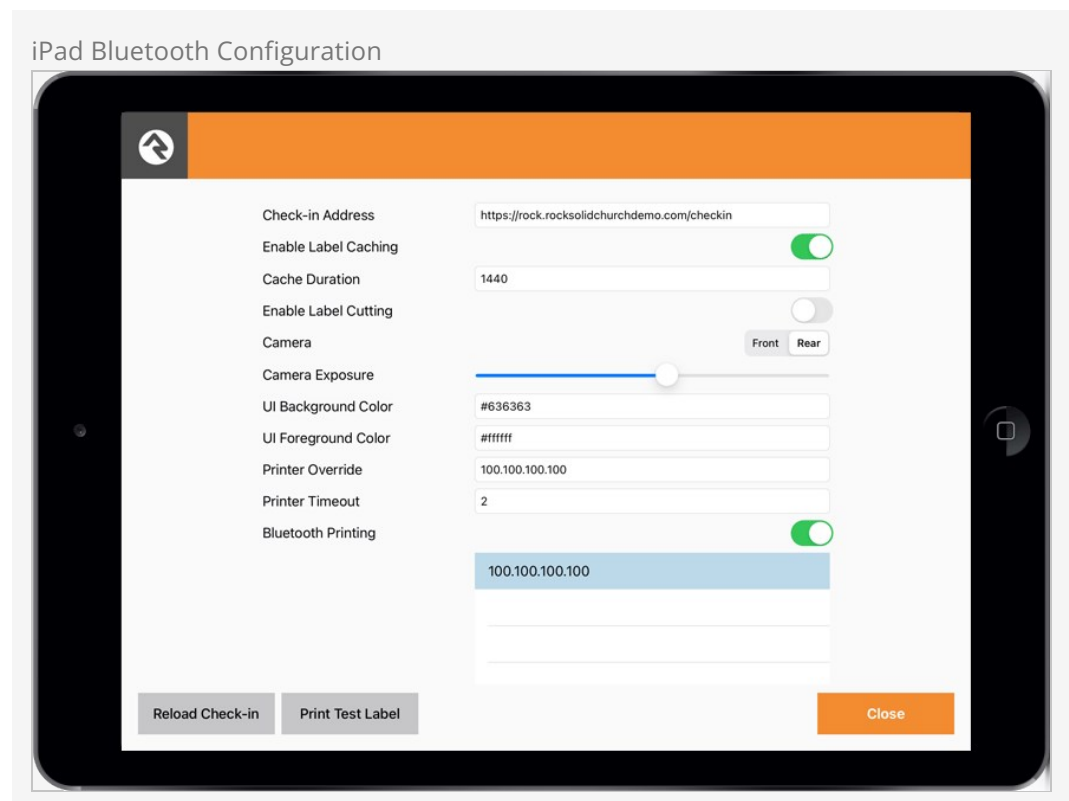 iPad Bluetooth Configuration
Check-in Address https://rock.rocksolidchurchdemo.com/checkin
Enable Label Caching
Cache Duration 1440
Enable Label Cutting
Camera Front Rear
Camera Exposure
UI Background Color #636363
UI Foreground Color #ffffff
Printer Override 100.100.100.100
Printer Timeout 2
Bluetooth Printing
100.100.100.100
Reload Check-in Print Test Label Close